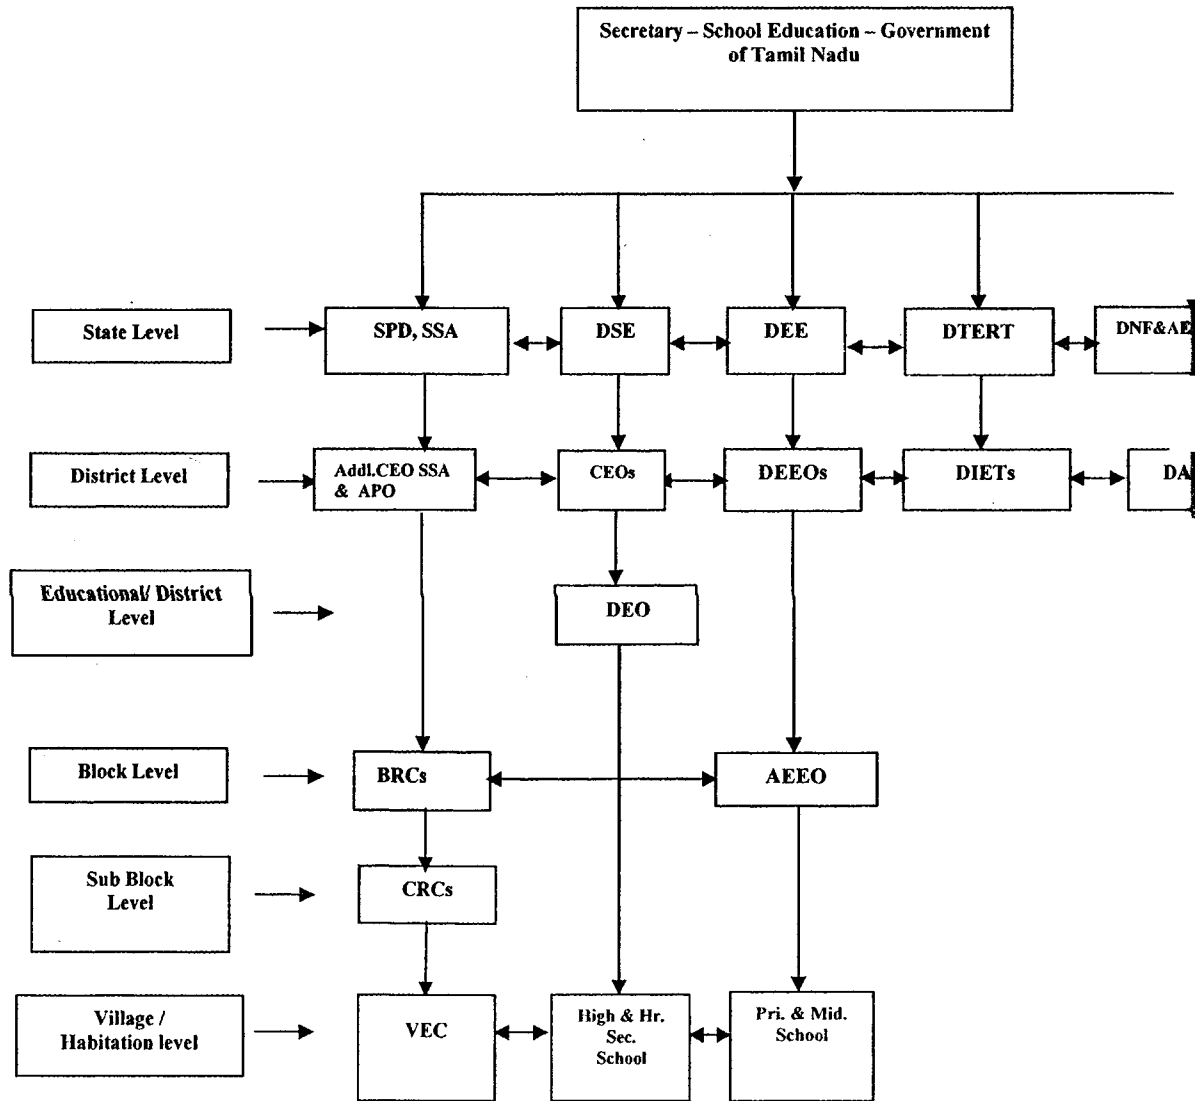 Secretary – School Education – Government
of Tamil Nadu
State Level
SPD, SSA
DSE
DEE
DTERT
DNF&AE
District Level
Addl.CEO SSA
& APO
CEOs
DEEOs
DIETs
DA
Educational/ District
Level
DEO
Block Level
BRCs
AEEO
Sub Block
Level
CRCs
Village /
Habitation level
VEC
High & Hr.
Sec.
School
Pri. & Mid.
School